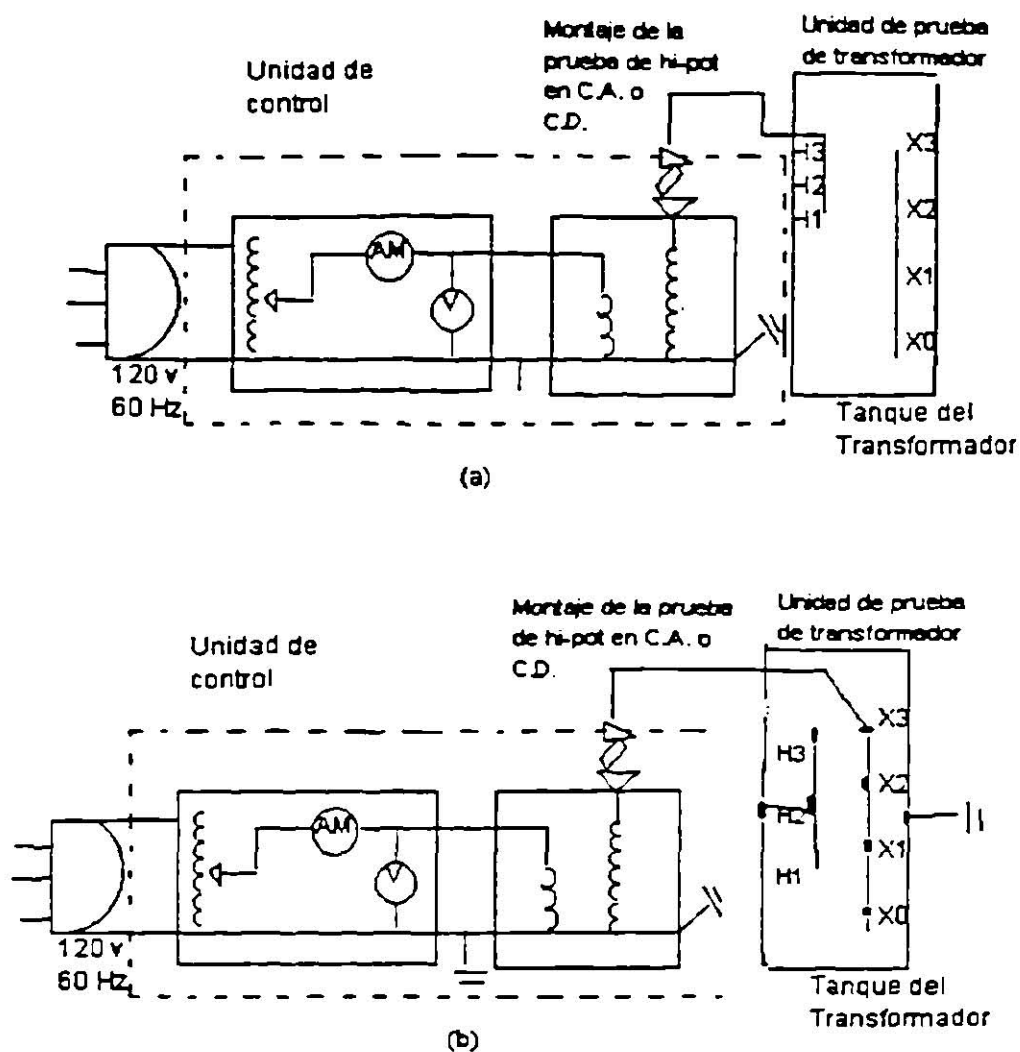 Montaje de la
prueba de hi-pot
en C.A. o
C.D.
Unidad de prueba
de transformador
Unidad de
control
AM
V
H3
H2
H1
X3
X2
X1
X0
120 v
60 Hz
Tanque del
Transformador
(a)
Montaje de la prueba
de hi-pot en C.A. o
C.D.
Unidad de prueba
de transformador
Unidad de
control
AM
V
H3
H2
H1
X3
X2
X1
X0
120 v
60 Hz
Tanque del
Transformador
(b)